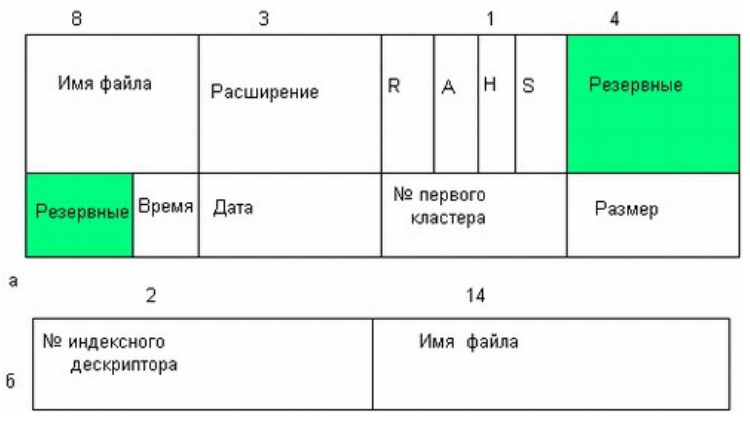 8 3 1 4
Имя файла Расширение R A H S Резервные
Резервные Время Дата № первого
кластера Размер
а
2 14
№ индексного Имя файла
дескриптора
б